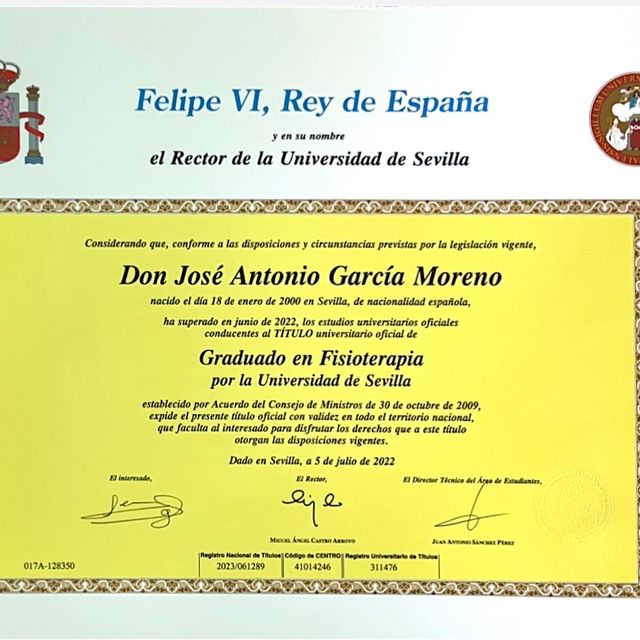 Felipe VI, Rey de España
y en su nombre
el Rector de la Universidad de Sevilla
Considerando que, conforme a las disposiciones y circunstancias previstas por la legislación vigente,
Don José Antonio García Moreno
nacido el día 18 de enero de 2000 en Sevilla, de nacionalidad española,
ha superado en junio de 2022, los estudios universitarios oficiales
conducentes al TÍTULO universitario oficial de
Graduado en Fisioterapia
por la Universidad de Sevilla
establecido por Acuerdo del Consejo de Ministros de 30 de octubre de 2009,
expide el presente título oficial con validez en todo el territorio nacional,
que faculta al interesado para disfrutar los derechos que a este título
otorgan las disposiciones vigentes.
Dado en Sevilla, a 5 de julio de 2022
El interesado, El Rector, El Director Técnico del Área de Estudiantes,
MIGUEL ÁNGEL CASTRO ARROYO JUAN ANTONIO SÁNCHEZ PÉREZ
Registro Nacional de Títulos Código de CENTRO Registro Universitario de Títulos
017A-128350 2023/061289 41014246 311476